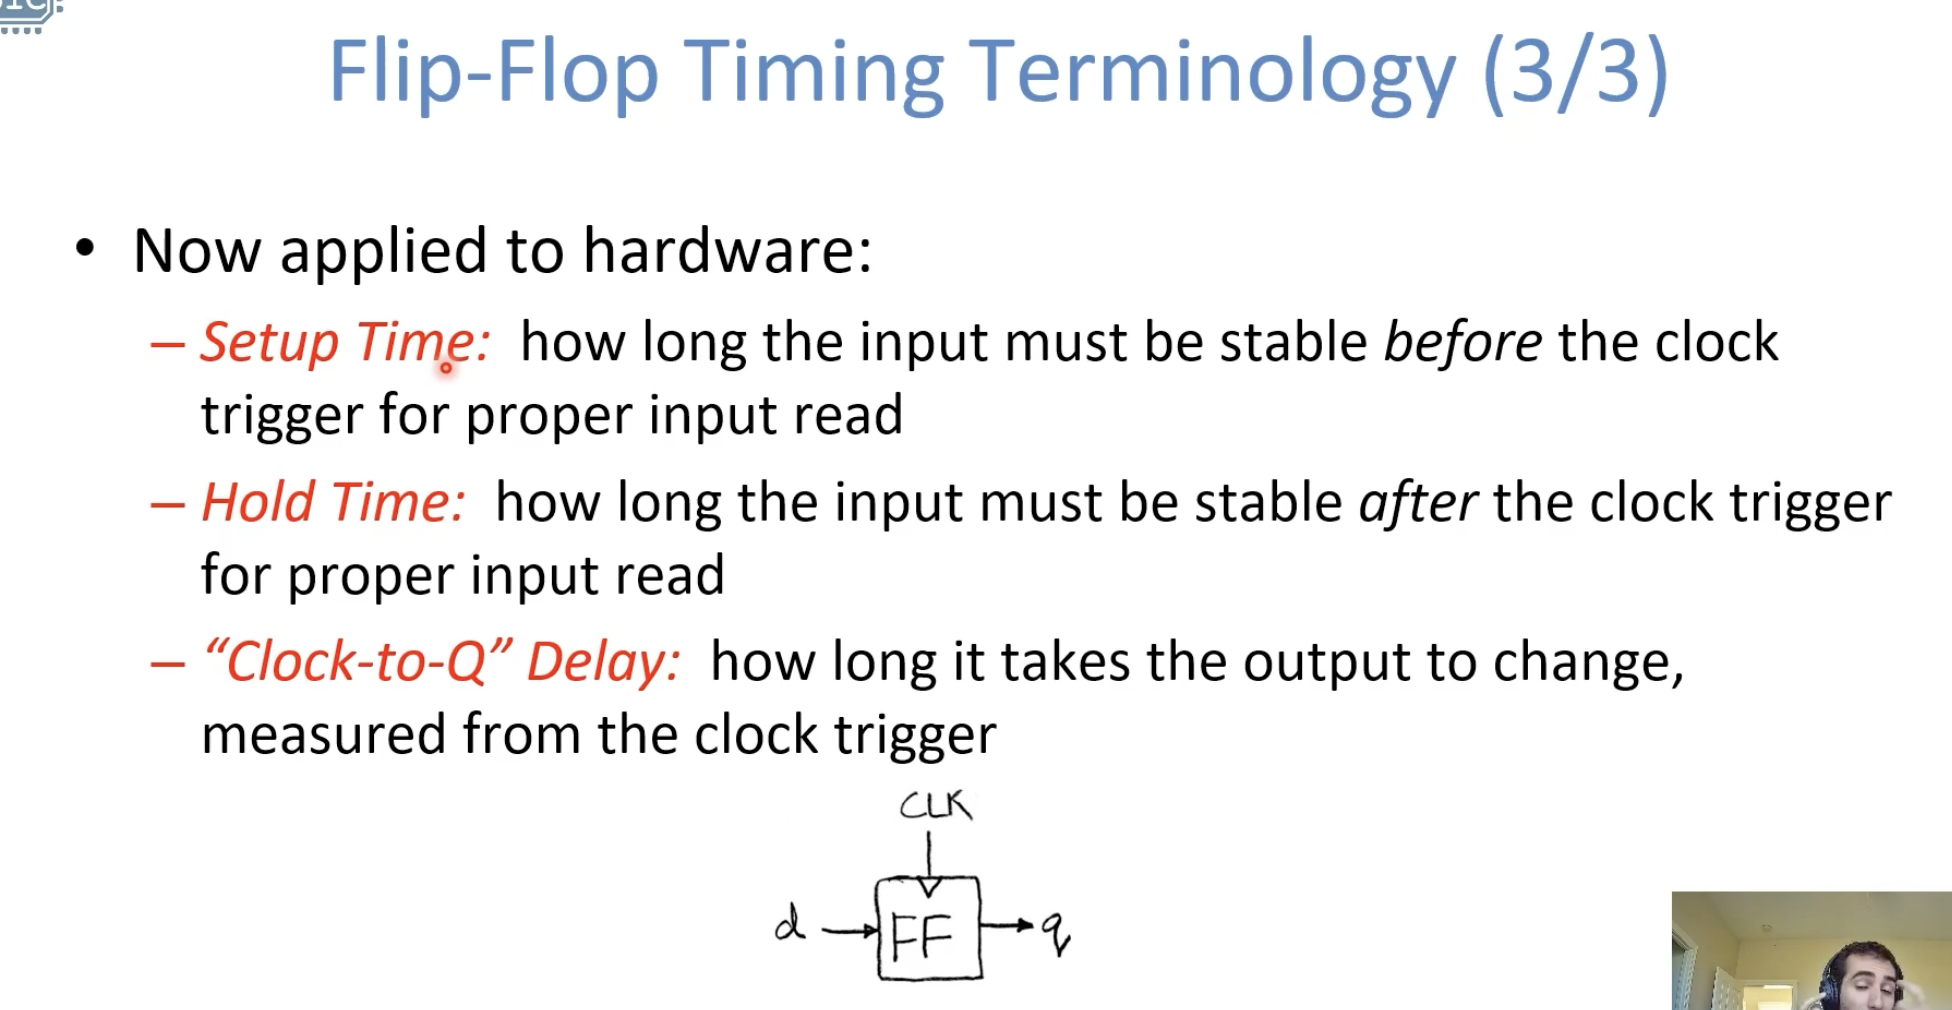 Flip-Flop Timing Terminology (3/3)
• Now applied to hardware:
– Setup Time: how long the input must be stable before the clock
trigger for proper input read
– Hold Time: how long the input must be stable after the clock trigger
for proper input read
– “Clock-to-Q” Delay: how long it takes the output to change,
measured from the clock trigger
CLK
d FF q